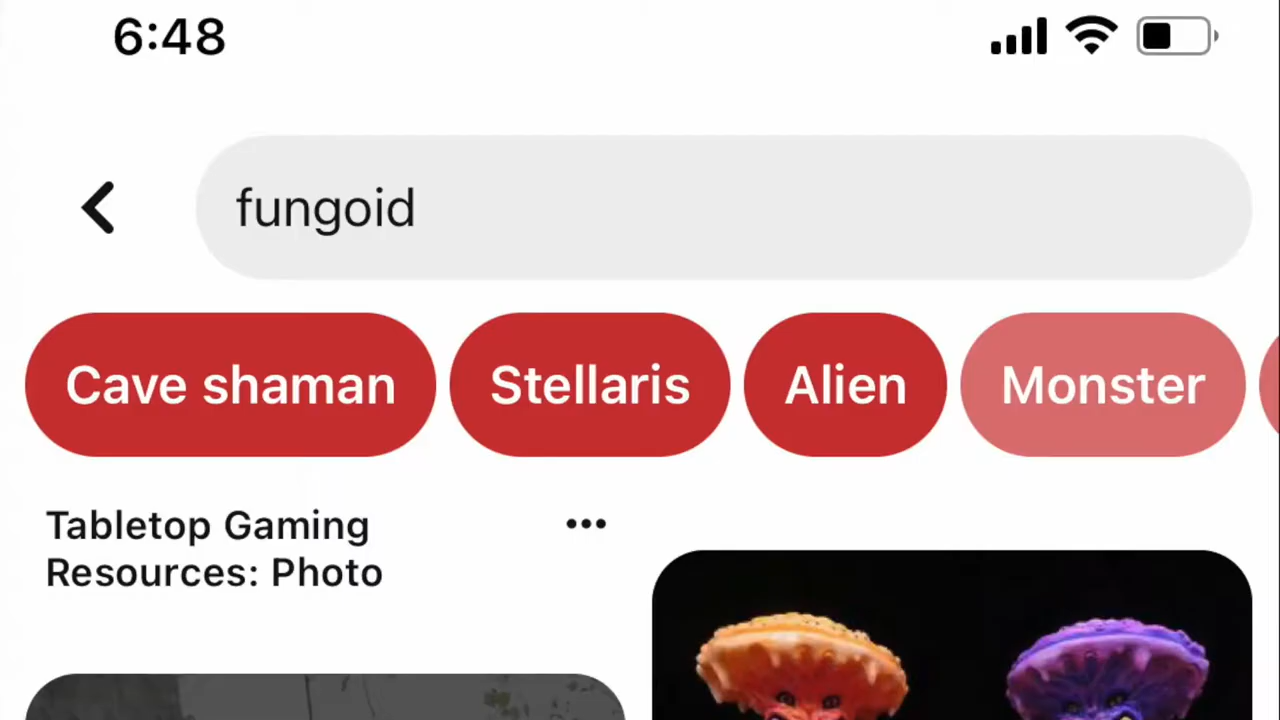 6:48
fungoid
Cave shaman
Stellaris
Alien
Monster
Tabletop Gaming
Resources: Photo